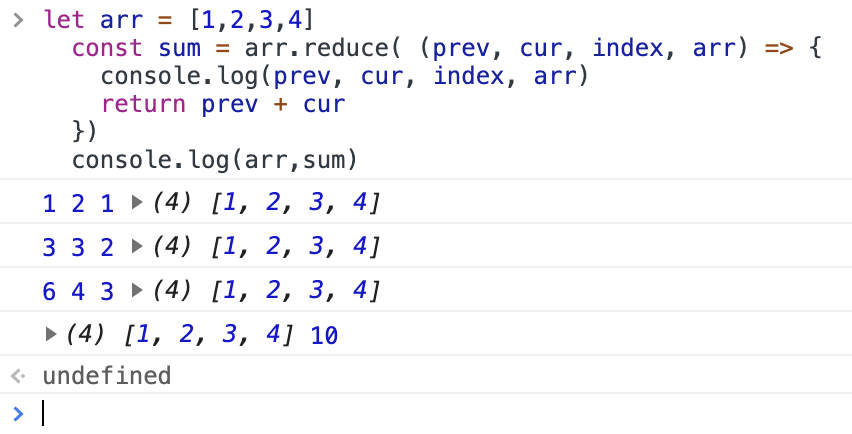 > let arr = [1,2,3,4]
const sum = arr.reduce( (prev, cur, index, arr) => {
console.log(prev, cur, index, arr)
return prev + cur
})
console.log(arr,sum)
1 2 1 ▶(4) [1, 2, 3, 4]
3 3 2 ▶(4) [1, 2, 3, 4]
6 4 3 ▶(4) [1, 2, 3, 4]
▶(4) [1, 2, 3, 4] 10
undefined
>